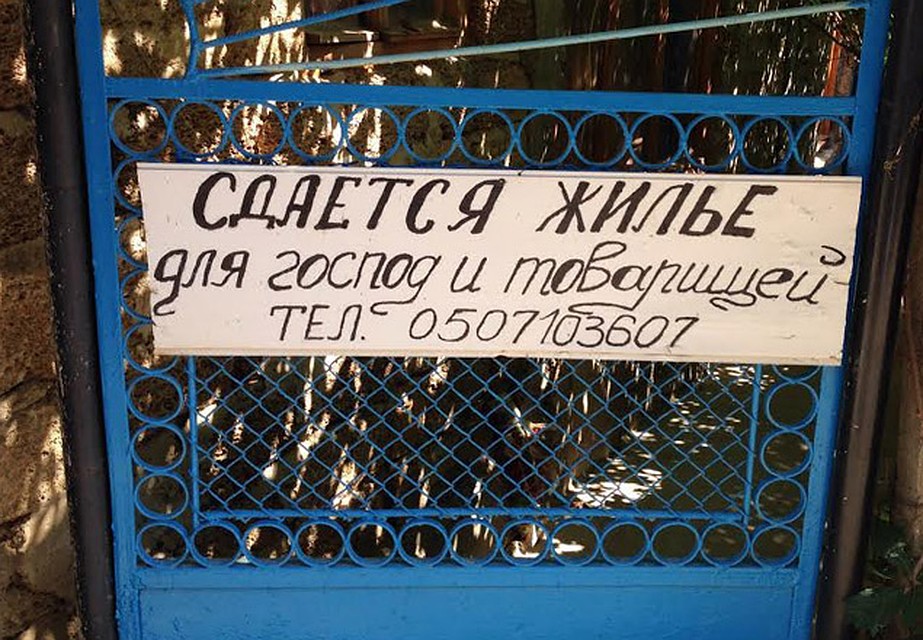 СДАЕТСЯ ЖИЛЬЕ
для господ и товарищей
ТЕЛ. 0507103607